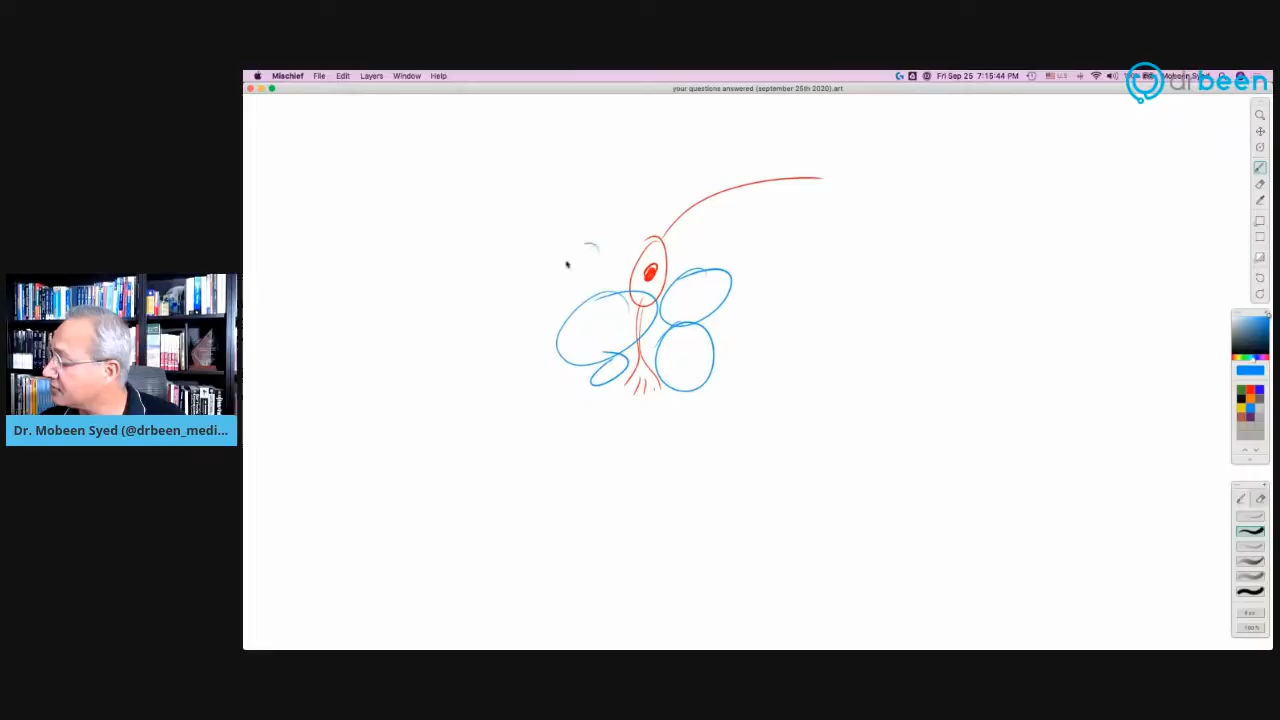 Mischief File Edit Layers Window Help
Fri Sep 25 7:15:44 PM
your questions answered (september 25th 2020).art
drbeen
Dr. Mobeen Syed (@drbeen_medi...